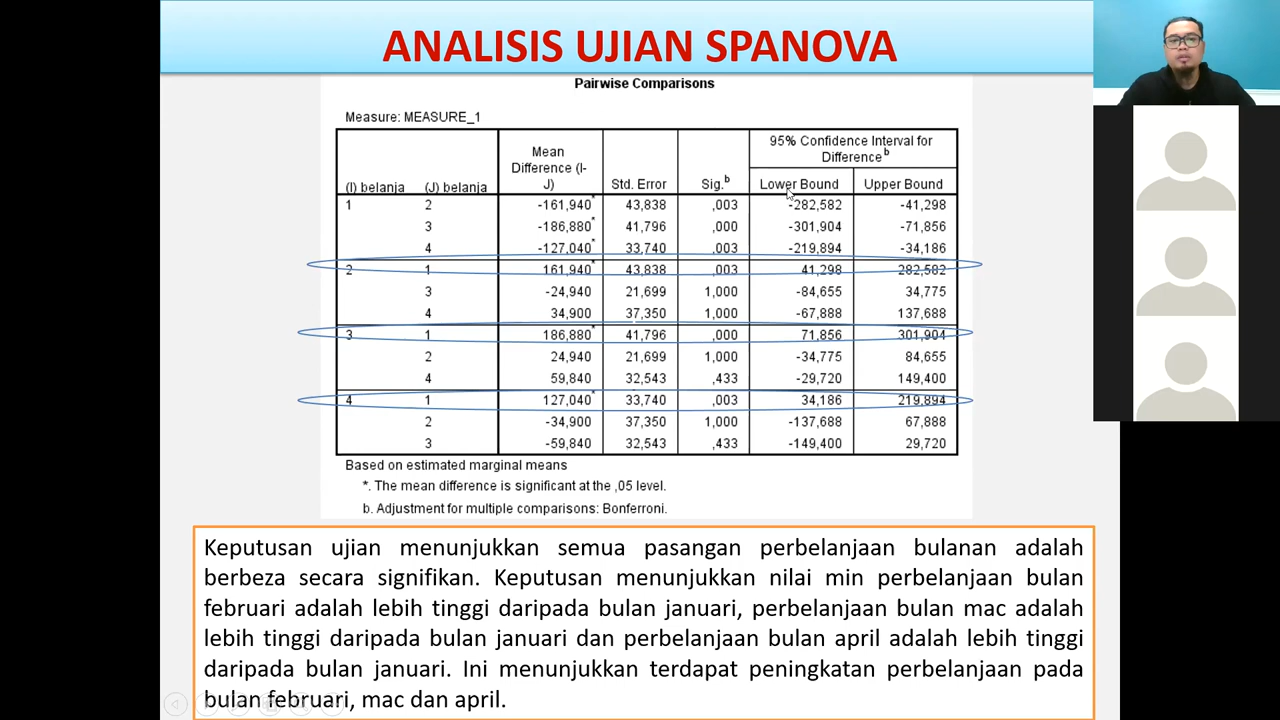 ANALISIS UJIAN SPANOVA
Pairwise Comparisons
Measure: MEASURE_1
(I) belanja (J) belanja Mean Difference (I-J) Std. Error Sig.b 95% Confidence Interval for Differenceb
Lower Bound Upper Bound
1 2 -161,940* 43,838 ,003 -282,582 -41,298
3 -186,880* 41,796 ,000 -301,904 -71,856
4 -127,040* 33,740 ,003 -219,894 -34,186
2 1 161,940* 43,838 ,003 41,298 282,582
3 -24,940 21,699 1,000 -84,655 34,775
4 34,900 37,350 1,000 -67,888 137,688
3 1 186,880* 41,796 ,000 71,856 301,904
2 24,940 21,699 1,000 -34,775 84,655
4 59,840 32,543 ,433 -29,720 149,400
4 1 127,040* 33,740 ,003 34,186 219,894
2 -34,900 37,350 1,000 -137,688 67,888
3 -59,840 32,543 ,433 -149,400 29,720
Based on estimated marginal means
*. The mean difference is significant at the ,05 level.
b. Adjustment for multiple comparisons: Bonferroni.
Keputusan ujian menunjukkan semua pasangan perbelanjaan bulanan adalah
berbeza secara signifikan. Keputusan menunjukkan nilai min perbelanjaan bulan
februari adalah lebih tinggi daripada bulan januari, perbelanjaan bulan mac adalah
lebih tinggi daripada bulan januari dan perbelanjaan bulan april adalah lebih tinggi
daripada bulan januari. Ini menunjukkan terdapat peningkatan perbelanjaan pada
bulan februari, mac dan april.